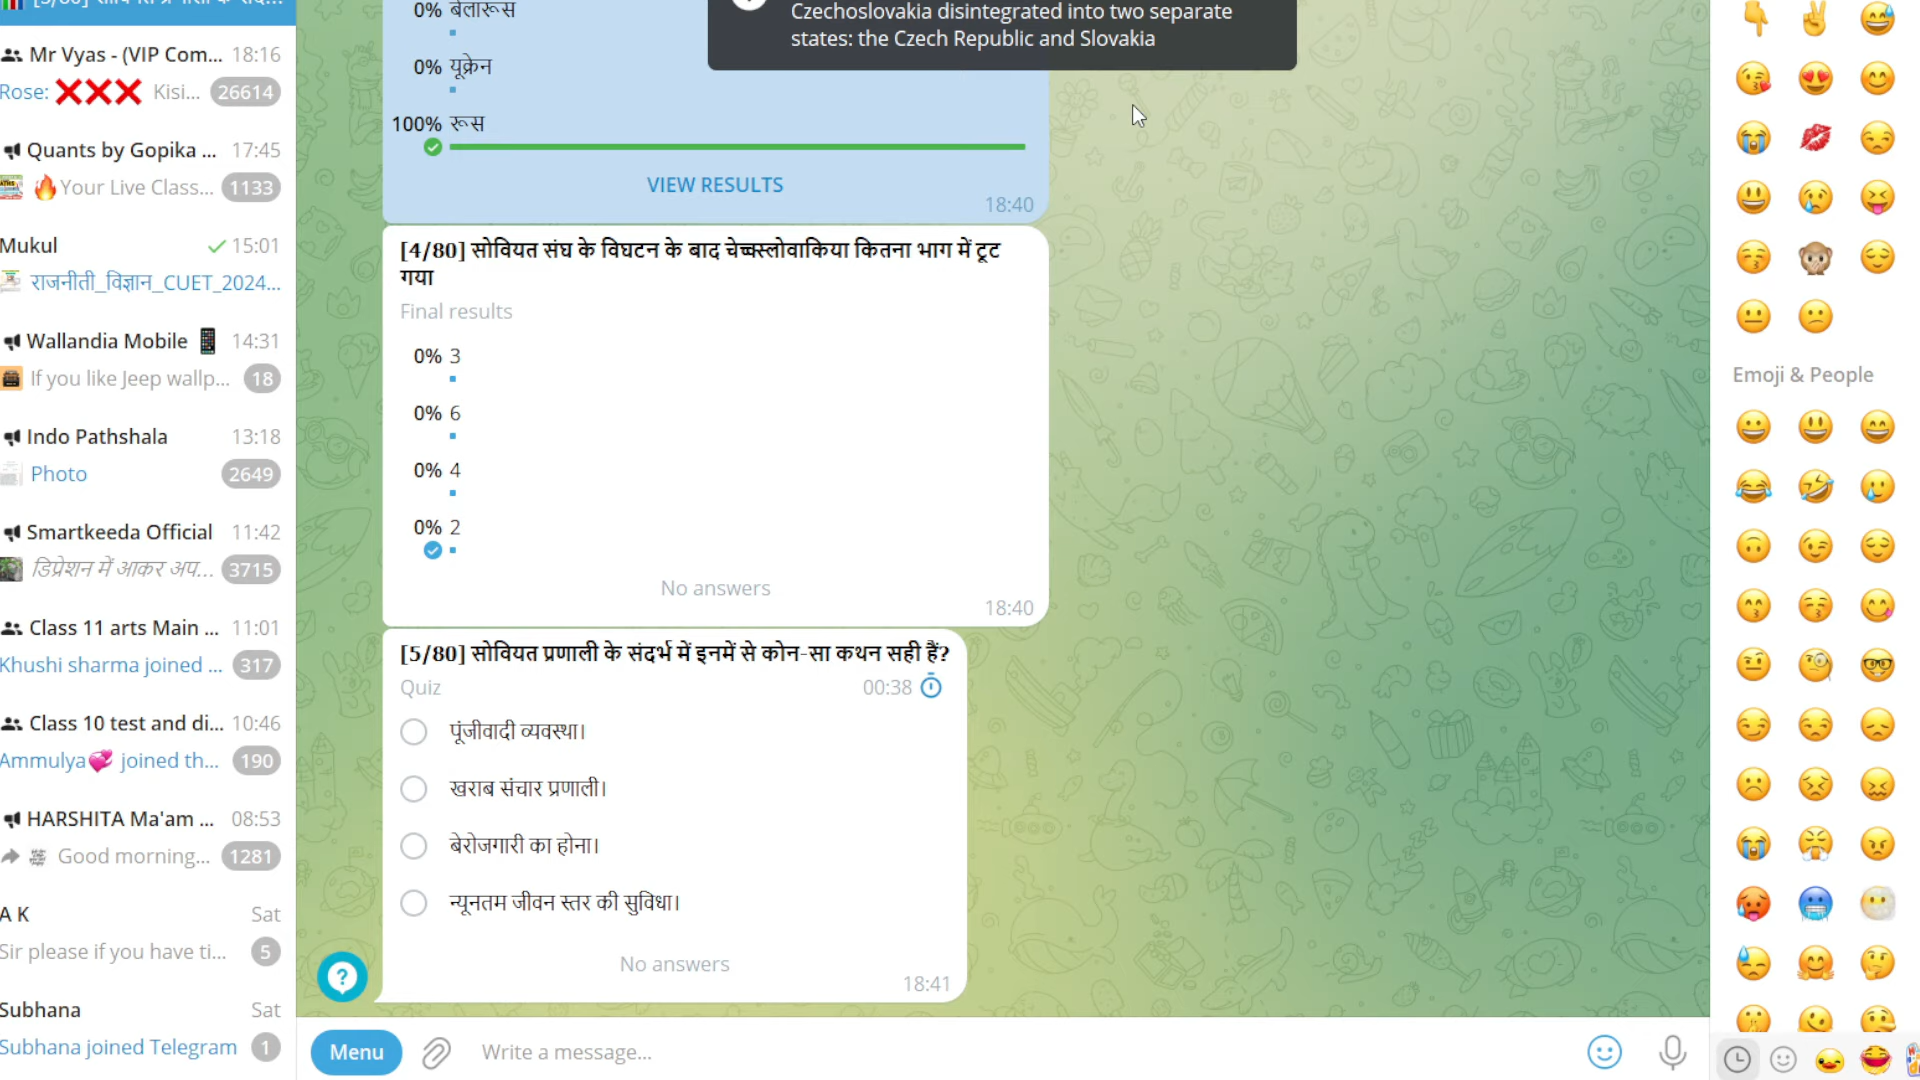 Mr Vyas - (VIP Com... 18:16
Rose: ❌❌❌ Kisi... 26614
Quants by Gopika ... 17:45
🔥Your Live Class... 1133
Mukul 15:01
राजनीती_विज्ञान_CUET_2024...
Wallandia Mobile 📱 14:31
If you like Jeep wallp... 18
Indo Pathshala 13:18
Photo 2649
Smartkeeda Official 11:42
डिप्रेशन में आकर अप... 3715
Class 11 arts Main ... 11:01
Khushi sharma joined ... 317
Class 10 test and di... 10:46
Ammulya💞 joined th... 190
HARSHITA Ma'am ... 08:53
Good morning... 1281
A K Sat
Sir please if you have ti... 5
Subhana Sat
Subhana joined Telegram 1
Czechoslovakia disintegrated into two separate
states: the Czech Republic and Slovakia
0% बेलारूस
0% यूक्रेन
100% रूस
VIEW RESULTS
18:40
[4/80] सोवियत संघ के विघटन के बाद चेच्स्लोवाकिया कितना भाग में टूट
गया
Final results
0% 3
0% 6
0% 4
0% 2
No answers
18:40
[5/80] सोवियत प्रणाली के संदर्भ में इनमें से कोन-सा कथन सही हैं?
Quiz 00:38
पूंजीवादी व्यवस्था।
खराब संचार प्रणाली।
बेरोजगारी का होना।
न्यूनतम जीवन स्तर की सुविधा।
No answers
18:41
Menu
Write a message...
Emoji & People